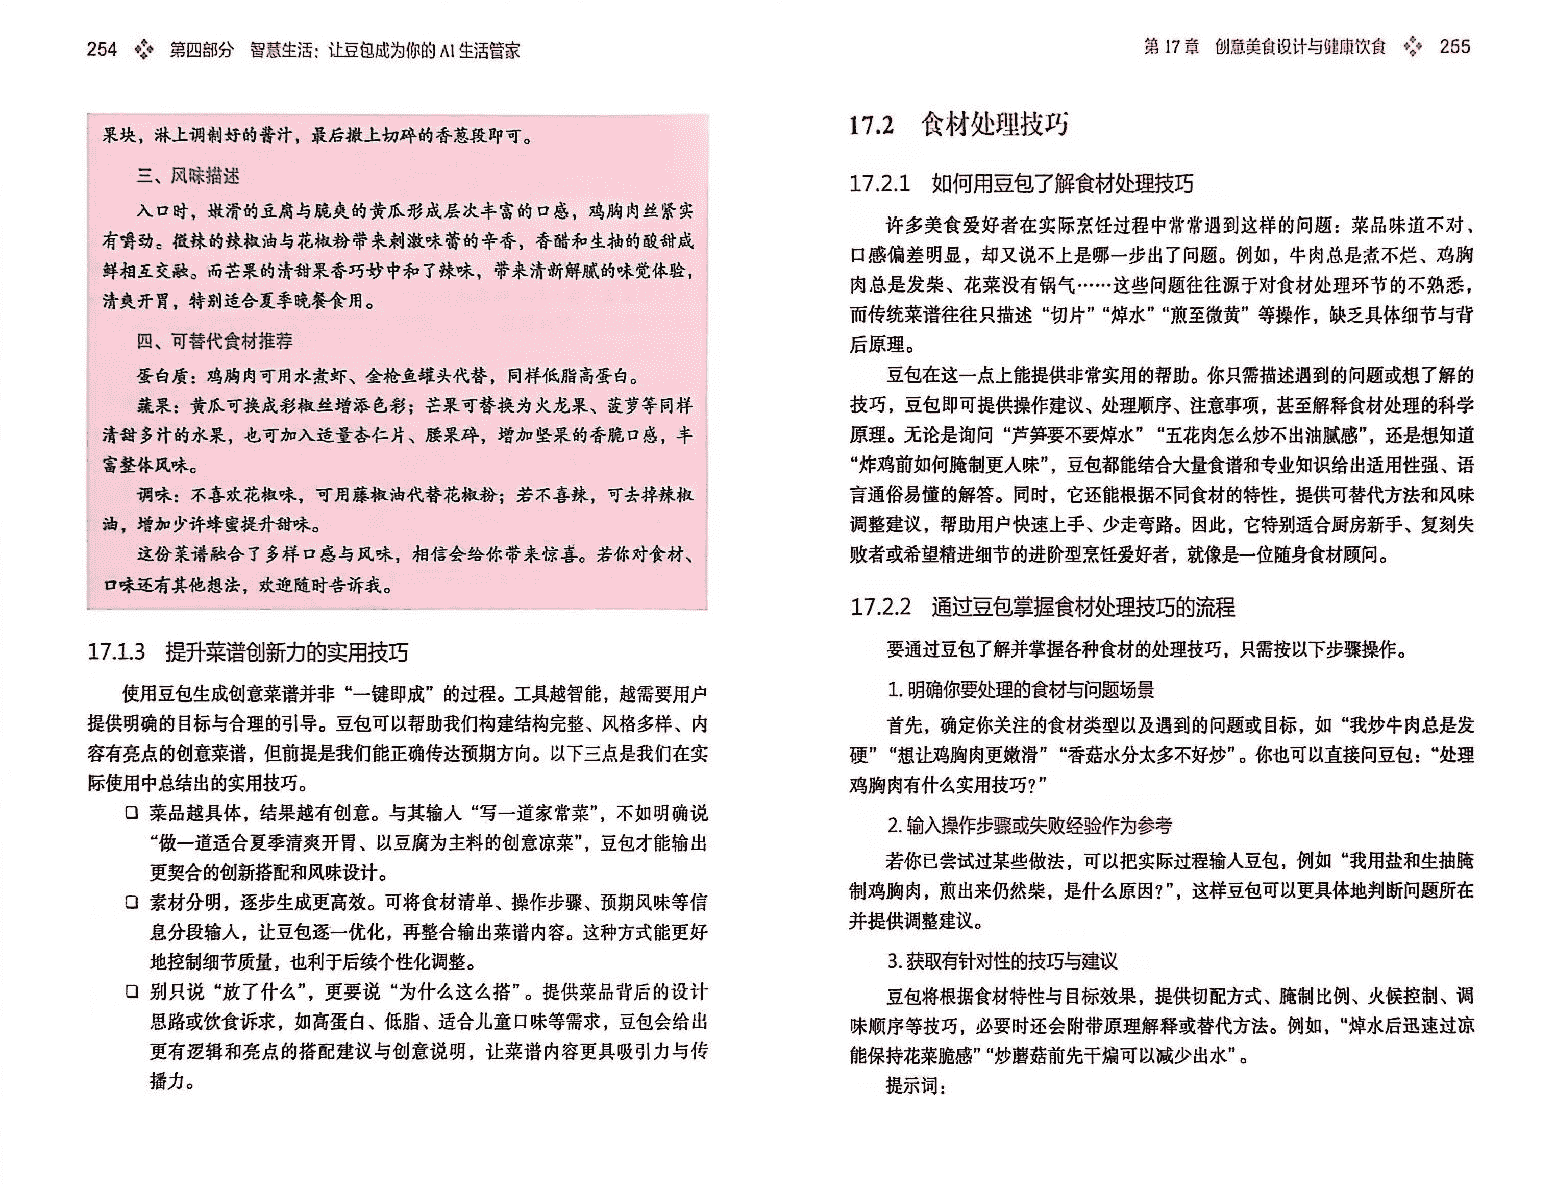 254 第四部分 智慧生活：让豆包成为你的 AI 生活管家
果块，淋上调制好的酱汁，最后撒上切碎的香葱段即可。
三、风味描述
入口时，嫩滑的豆腐与脆爽的黄瓜形成层次丰富的口感，鸡胸肉丝紧实
有嚼劲。微辣的辣椒油与花椒粉带来刺激味蕾的辛香，香醋和生抽的酸甜咸
鲜相互交融。而芒果的清甜果香巧妙中和了辣味，带来清新解腻的味觉体验，
清爽开胃，特别适合夏季晚餐食用。
四、可替代食材推荐
蛋白质：鸡胸肉可用水煮虾、金枪鱼罐头代替，同样低脂高蛋白。
蔬果：黄瓜可换成彩椒丝增添色彩；芒果可替换为火龙果、菠萝等同样
清甜多汁的水果，也可加入适量杏仁片、腰果碎，增加坚果的香脆口感，丰
富整体风味。
调味：不喜欢花椒味，可用藤椒油代替花椒粉；若不喜辣，可去掉辣椒
油，增加少许蜂蜜提升甜味。
这份菜谱融合了多样口感与风味，相信会给你带来惊喜。若你对食材、
口味还有其他想法，欢迎随时告诉我。
17.1.3 提升菜谱创新力的实用技巧
使用豆包生成创意菜谱并非“一键即成”的过程。工具越智能，越需要用户
提供明确的目标与合理的引导。豆包可以帮助我们构建结构完整、风格多样、内
容有亮点的创意菜谱，但前提是我们能正确传达预期方向。以下三点是我们在实
际使用中总结出的实用技巧。
❑ 菜品越具体，结果越有创意。与其输入“写一道家常菜”，不如明确说
“做一道适合夏季清爽开胃、以豆腐为主料的创意凉菜”，豆包才能输出
更契合的创新搭配和风味设计。
❑ 素材分明，逐步生成更高效。可将食材清单、操作步骤、预期风味等信
息分段输入，让豆包逐一优化，再整合输出菜谱内容。这种方式能更好
地控制细节质量，也利于后续个性化调整。
❑ 别只说“放了什么”，更要说“为什么这么搭”。提供菜品背后的设计
思路或饮食诉求，如高蛋白、低脂、适合儿童口味等需求，豆包会给出
更有逻辑和亮点的搭配建议与创意说明，让菜谱内容更具吸引力与传
播力。
第 17 章 创意美食设计与健康饮食 255
17.2 食材处理技巧
17.2.1 如何用豆包了解食材处理技巧
许多美食爱好者在实际烹饪过程中常常遇到这样的问题：菜品味道不对、
口感偏差明显，却又说不上是哪一步出了问题。例如，牛肉总是煮不烂、鸡胸
肉总是发柴、花菜没有锅气……这些问题往往源于对食材处理环节的不熟悉，
而传统菜谱往往只描述“切片”“焯水”“煎至微黄”等操作，缺乏具体细节与背
后原理。
豆包在这一点上能提供非常实用的帮助。你只需描述遇到的问题或想了解的
技巧，豆包即可提供操作建议、处理顺序、注意事项，甚至解释食材处理的科学
原理。无论是询问“芦笋要不要焯水”“五花肉怎么炒不出油腻感”，还是想知道
“炸鸡前如何腌制更入味”，豆包都能结合大量食谱和专业知识给出适用性强、语
言通俗易懂的解答。同时，它还能根据不同食材的特性，提供可替代方法和风味
调整建议，帮助用户快速上手、少走弯路。因此，它特别适合厨房新手、复刻失
败者或希望精进细节的进阶型烹饪爱好者，就像是一位随身食材顾问。
17.2.2 通过豆包掌握食材处理技巧的流程
要通过豆包了解并掌握各种食材的处理技巧，只需按以下步骤操作。
1. 明确你要处理的食材与问题场景
首先，确定你关注的食材类型以及遇到的问题或目标，如“我炒牛肉总是发
硬”“想让鸡胸肉更嫩滑”“香菇水分太多不好炒”。你也可以直接问豆包：“处理
鸡胸肉有什么实用技巧？”
2. 输入操作步骤或失败经验作为参考
若你已尝试过某些做法，可以把实际过程输入豆包，例如“我用盐和生抽腌
制鸡胸肉，煎出来仍然柴，是什么原因？”，这样豆包可以更具体地判断问题所在
并提供调整建议。
3. 获取有针对性的技巧与建议
豆包将根据食材特性与目标效果，提供切配方式、腌制比例、火候控制、调
味顺序等技巧，必要时还会附带原理解释或替代方法。例如，“焯水后迅速过凉
能保持花菜脆感”“炒蘑菇前先干煸可以减少出水”。
提示词：